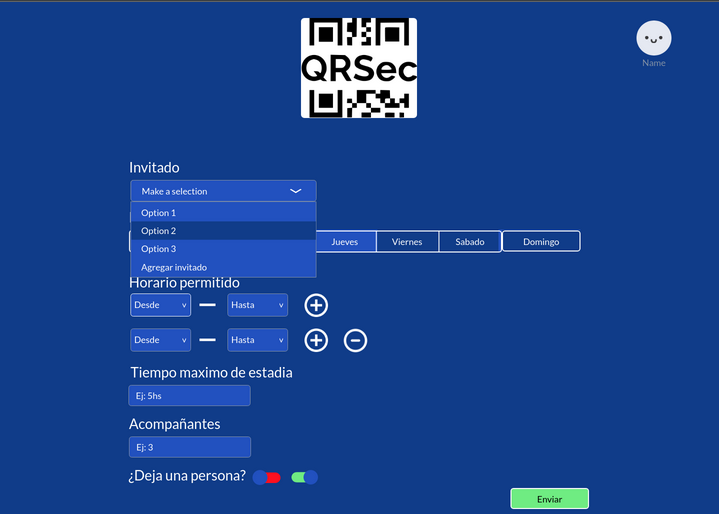 QRSec
Name
Invitado
Make a selection
Option 1
Option 2
Option 3
Agregar invitado
Jueves
Viernes
Sabado
Domingo
Horario permitido
Desde
Hasta
Desde
Hasta
Tiempo maximo de estadia
Ej: 5hs
Acompañantes
Ej: 3
¿Deja una persona?
Enviar